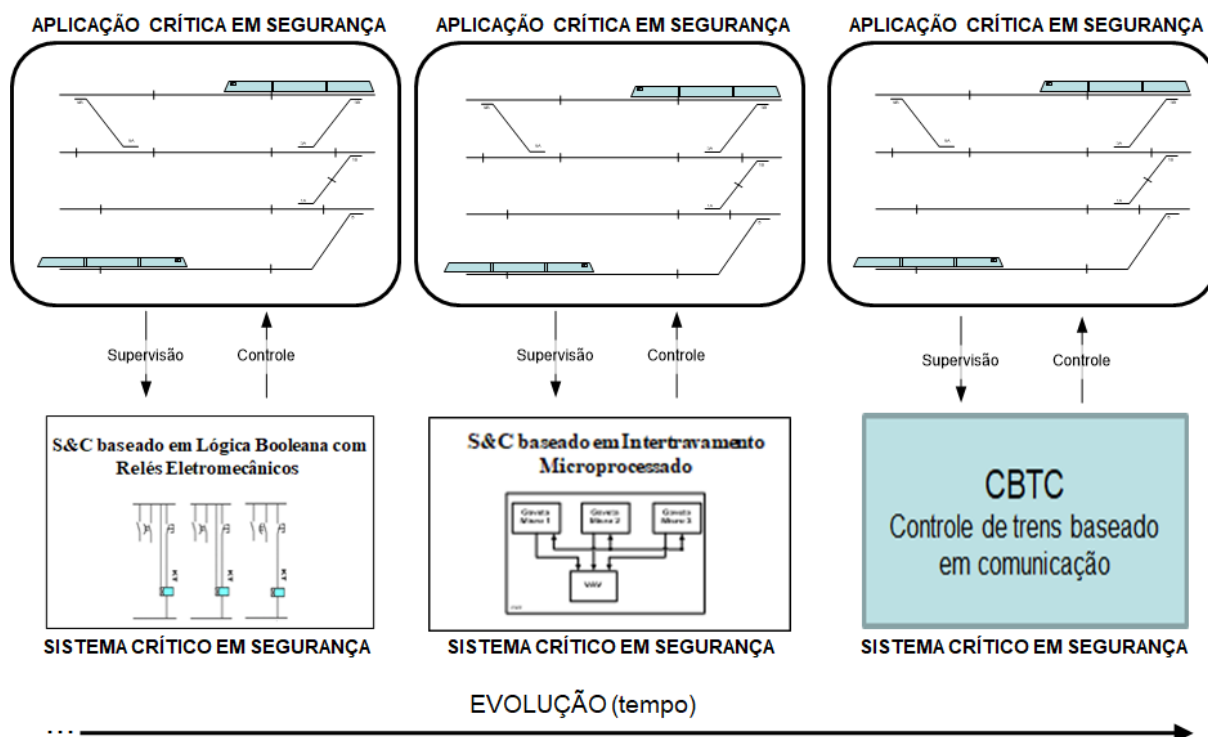 APLICAÇÃO CRÍTICA EM SEGURANÇA
APLICAÇÃO CRÍTICA EM SEGURANÇA
APLICAÇÃO CRÍTICA EM SEGURANÇA
Supervisão
Controle
Supervisão
Controle
Supervisão
Controle
S&C baseado em Lógica Booleana com
Relés Eletromecânicos
S&C baseado em Intertravamento
Microprocessado
CBTC
Controle de trens baseado
em comunicação
SISTEMA CRÍTICO EM SEGURANÇA
SISTEMA CRÍTICO EM SEGURANÇA
SISTEMA CRÍTICO EM SEGURANÇA
EVOLUÇÃO (tempo)
...